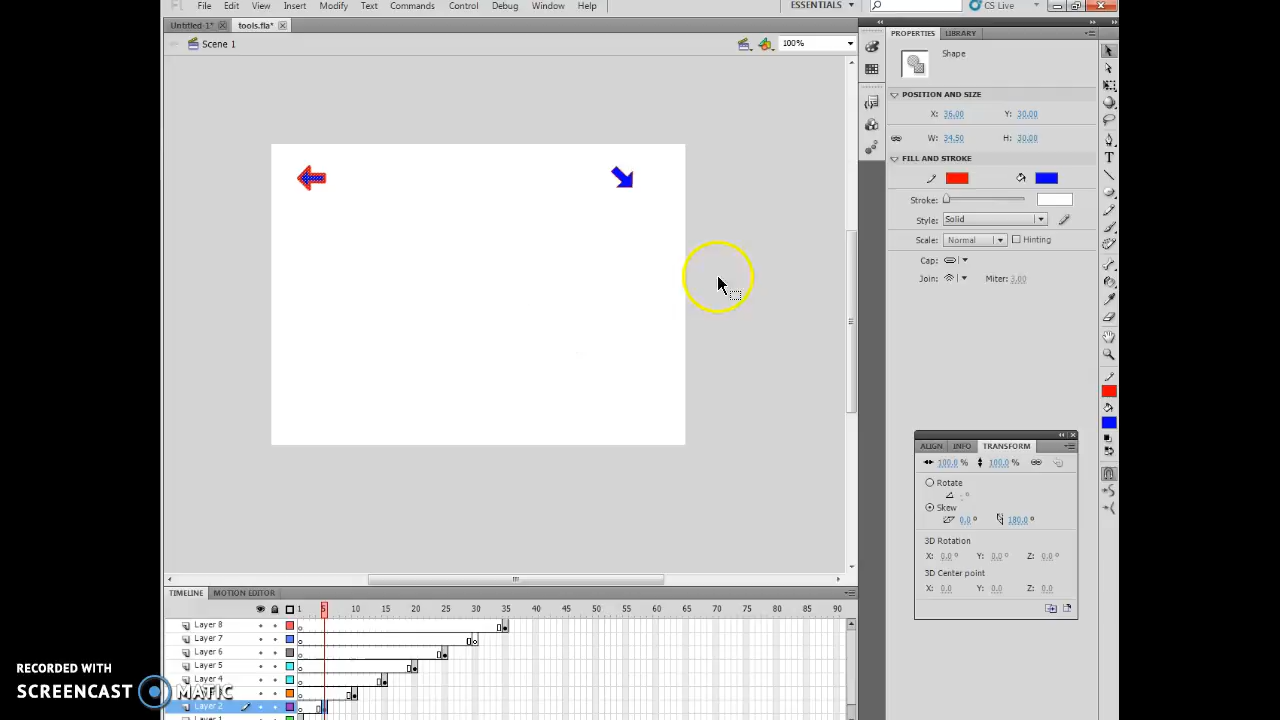 Fl File Edit View Insert Modify Text Commands Control Debug Window Help ESSENTIALS CS Live
Untitled-1* tools.fla*
Scene 1 100%
PROPERTIES LIBRARY
Shape
POSITION AND SIZE
X: 36.00 Y: 30.00
W: 34.50 H: 30.00
FILL AND STROKE
Stroke:
Style: Solid
Scale: Normal Hinting
Cap:
Join: Miter: 3.00
ALIGN INFO TRANSFORM
100.0 % 100.0 %
Rotate
Skew
0.0 ° 180.0 °
3D Rotation
X: 0.0 ° Y: 0.0 ° Z: 0.0 °
3D Center point
X: 0.0 Y: 0.0 Z: 0.0
TIMELINE MOTION EDITOR
1 5 10 15 20 25 30 35 40 45 50 55 60 65 70 75 80 85 90
Layer 8
Layer 7
Layer 6
Layer 5
Layer 4
Layer 2
Layer 1
RECORDED WITH
SCREENCAST MATIC